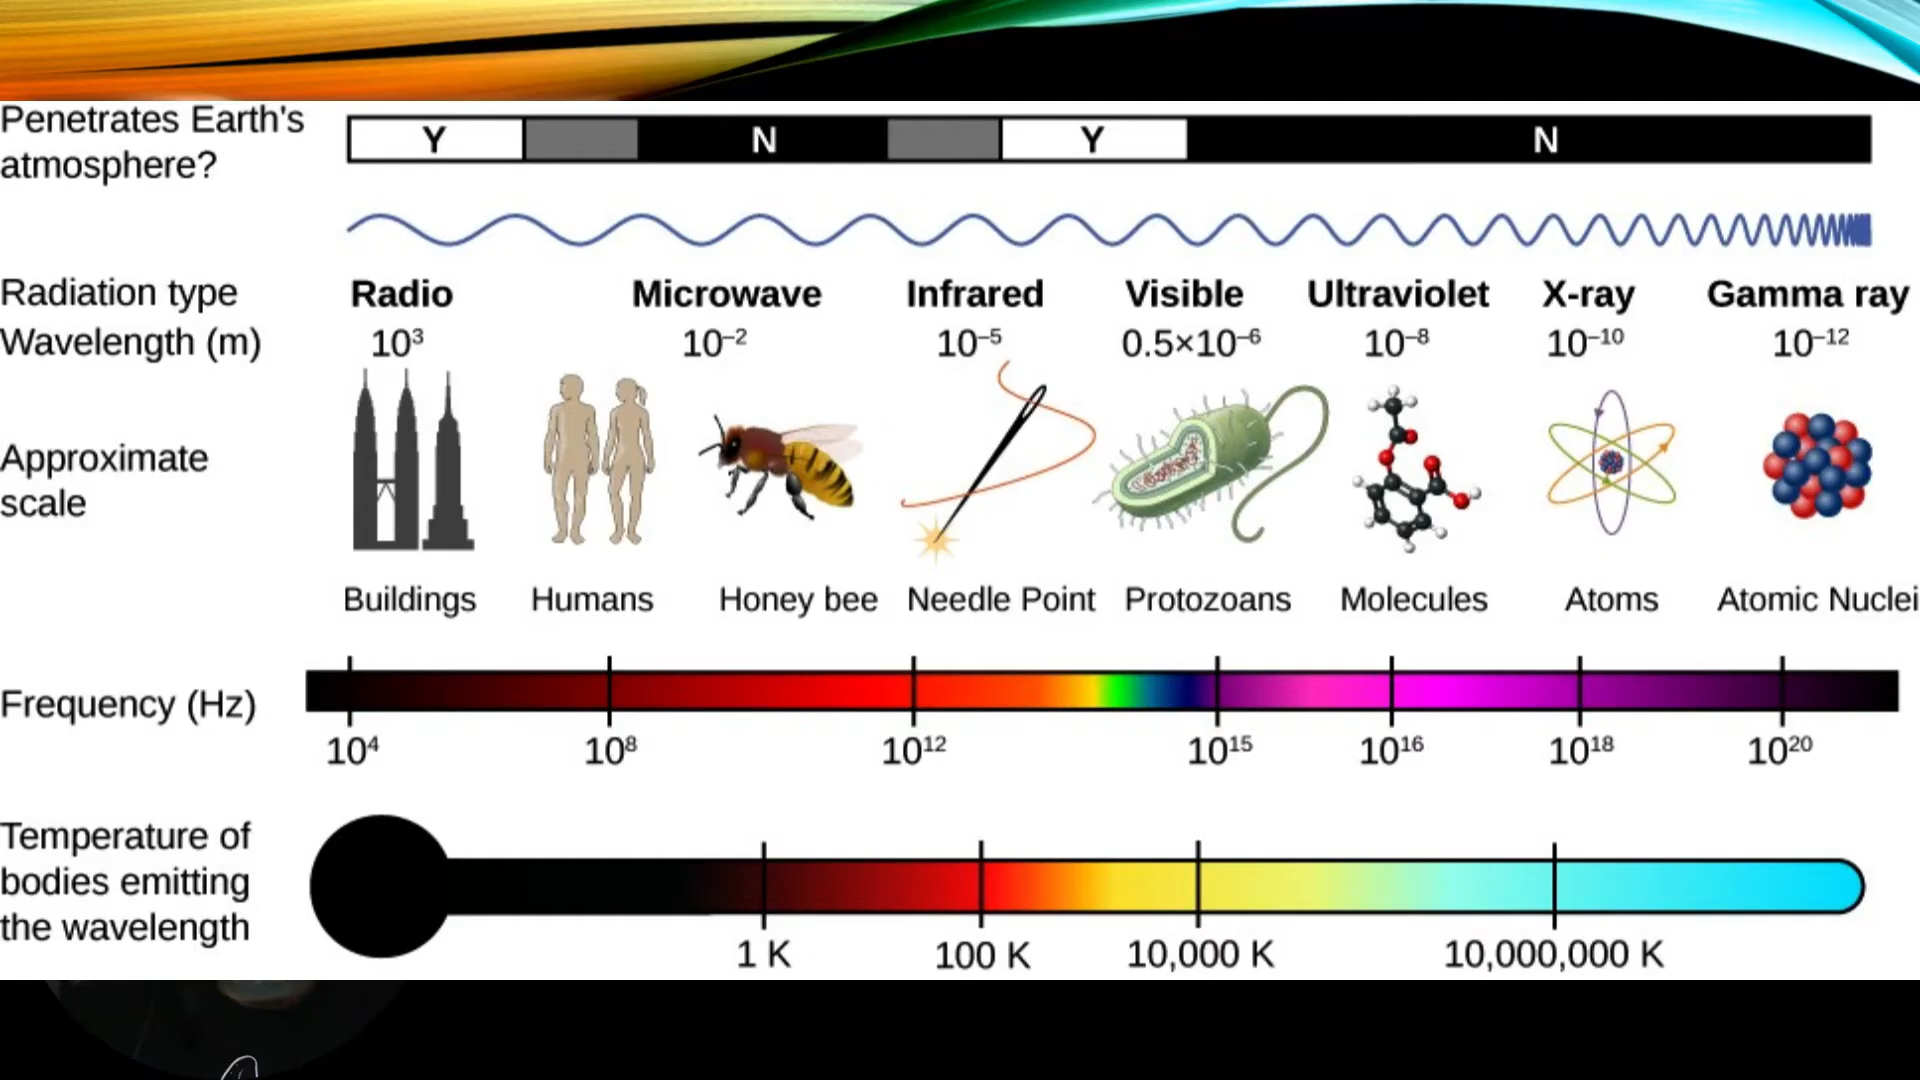 Penetrates Earth's
atmosphere?
Y N Y N
Radiation type Radio Microwave Infrared Visible Ultraviolet X-ray Gamma ray
Wavelength (m) 10³ 10⁻² 10⁻⁵ 0.5×10⁻⁶ 10⁻⁸ 10⁻¹⁰ 10⁻¹²
Approximate
scale
Buildings Humans Honey bee Needle Point Protozoans Molecules Atoms Atomic Nuclei
Frequency (Hz)
10⁴ 10⁸ 10¹² 10¹⁵ 10¹⁶ 10¹⁸ 10²⁰
Temperature of
bodies emitting
the wavelength
1 K 100 K 10,000 K 10,000,000 K